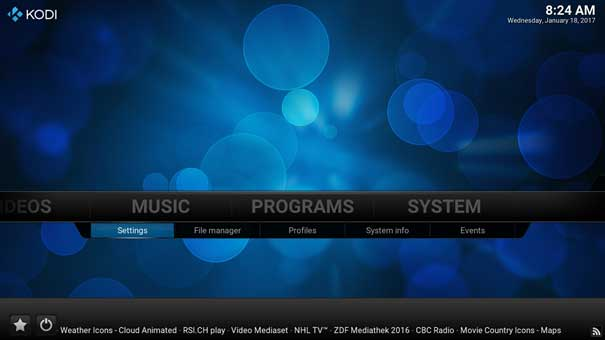 KODI
8:24 AM
Wednesday, January 18, 2017
IDEOS MUSIC PROGRAMS SYSTEM
Settings File manager Profiles System info Events
Weather Icons - Cloud Animated · RSI.CH play · Video Mediaset · NHL TV™ · ZDF Mediathek 2016 · CBC Radio · Movie Country Icons - Maps